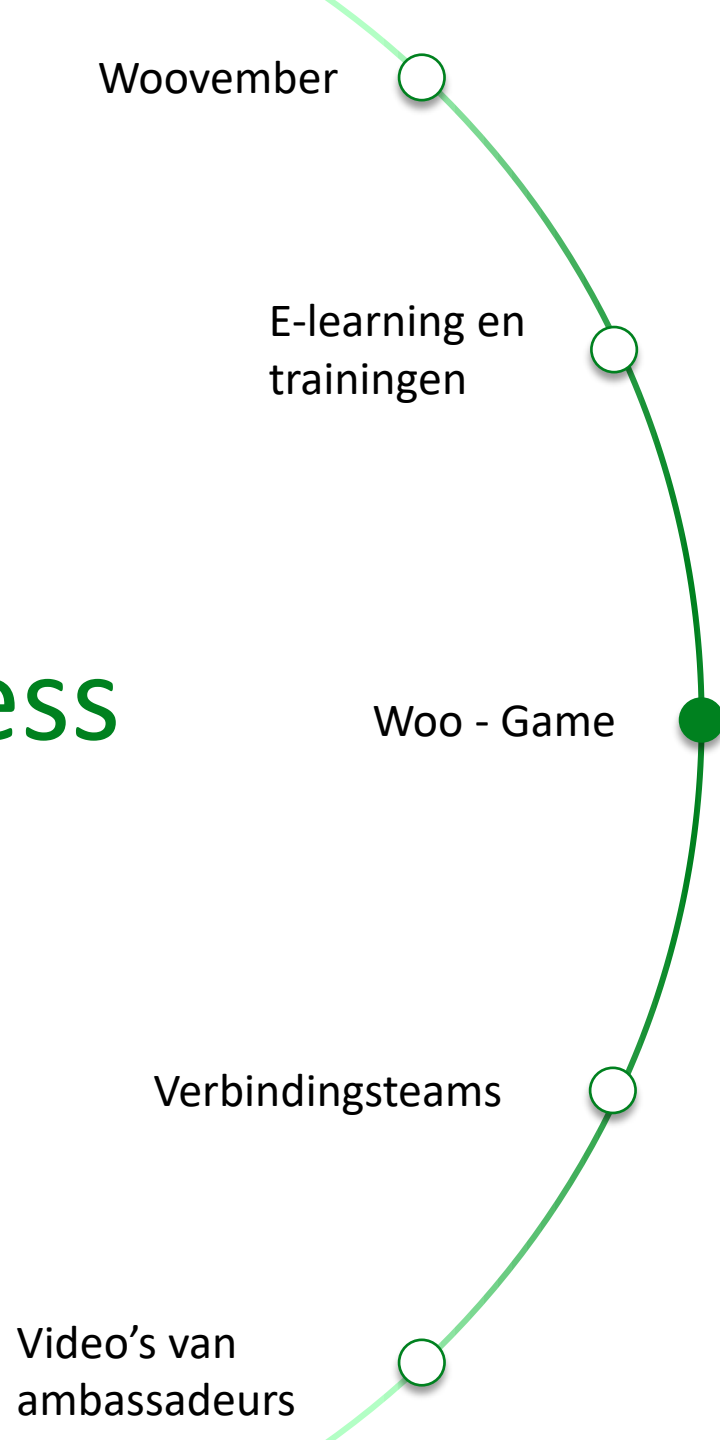 Woovember
E-learning en
trainingen
ess
Woo - Game
Verbindingsteams
Video’s van
ambassadeurs